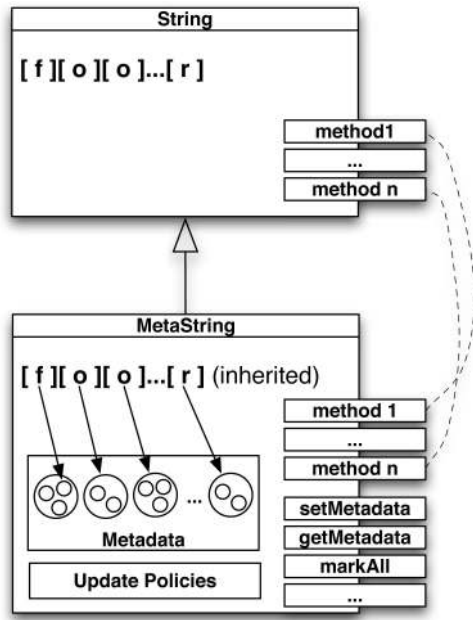 String
[ f ][ o ][ o ]...[ r ]
method1
...
method n
MetaString
[ f ][ o ][ o ]...[ r ] (inherited)
method 1
...
method n
...
Metadata
setMetadata
getMetadata
markAll
...
Update Policies